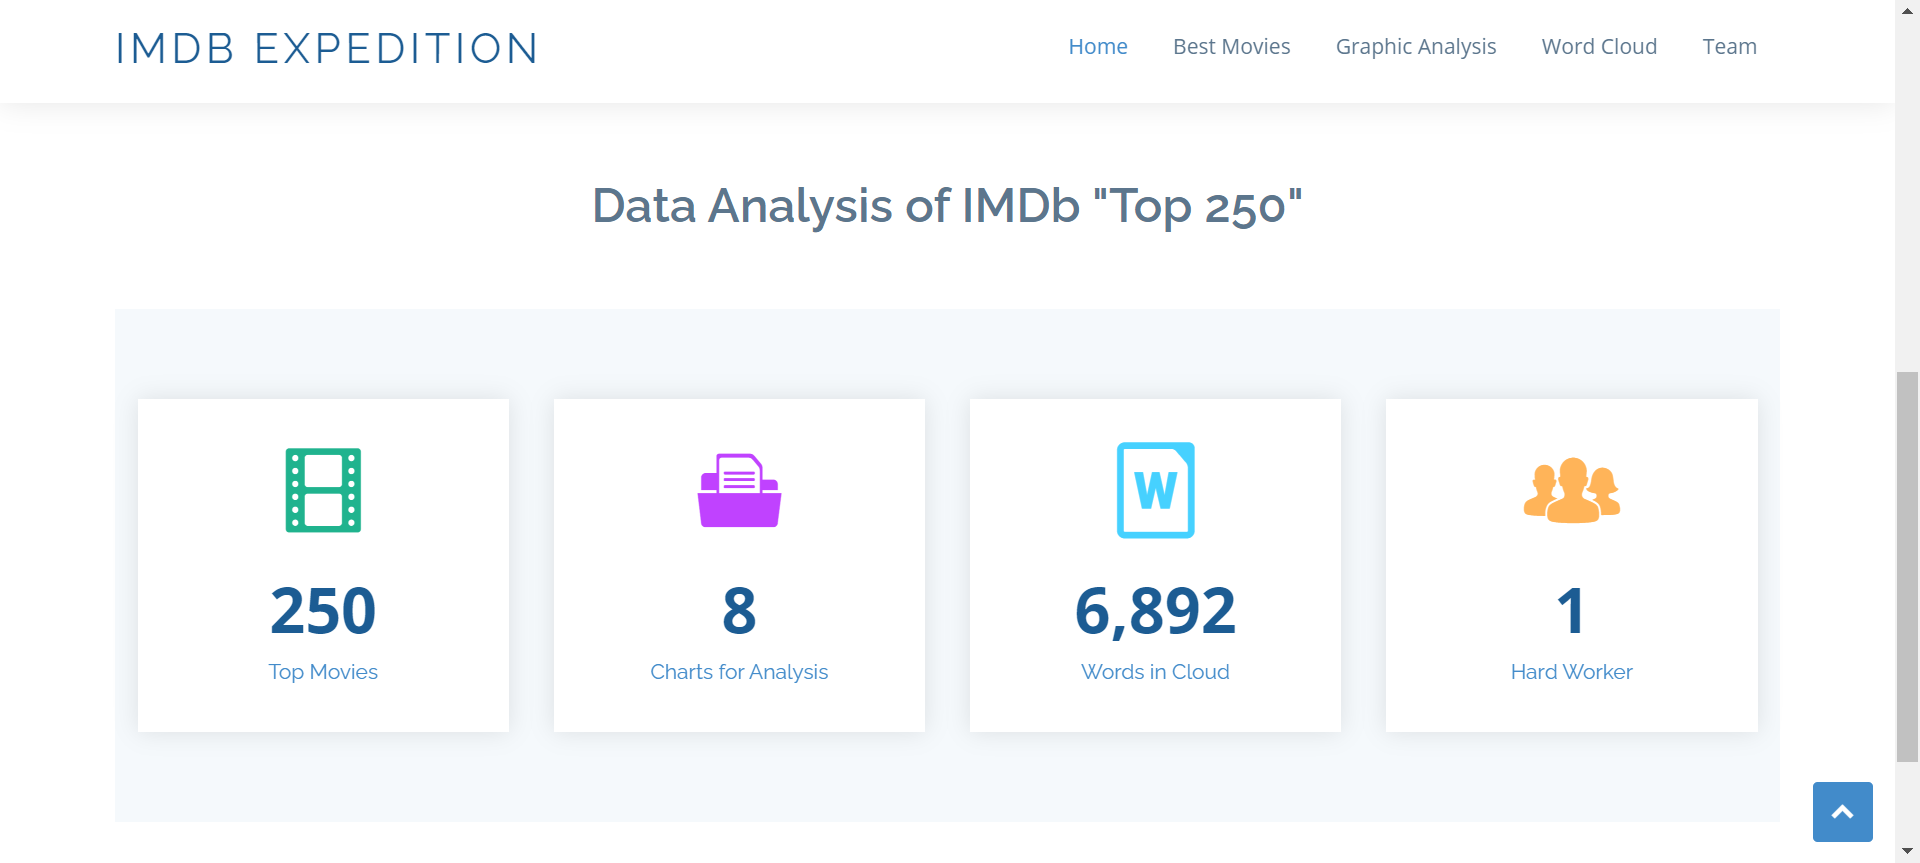 IMDB EXPEDITION
Home Best Movies Graphic Analysis Word Cloud Team
Data Analysis of IMDb "Top 250"
250
Top Movies
8
Charts for Analysis
W
6,892
Words in Cloud
1
Hard Worker